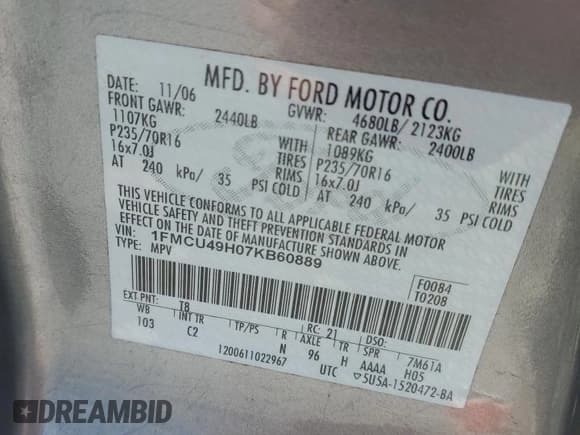 MFD. BY FORD MOTOR CO.
DATE: 11/06 GVWR: 4680LB/ 2123KG
FRONT GAWR: 2440LB REAR GAWR: 2400LB
1107KG WITH 1089KG WITH
P235/70R16 TIRES P235/70R16 TIRES
16x7.0J RIMS 16x7.0J RIMS
AT 240 kPa/ 35 PSI COLD AT 240 kPa/ 35 PSI COLD
THIS VEHICLE CONFORMS TO ALL APPLICABLE FEDERAL MOTOR
VEHICLE SAFETY AND THEFT PREVENTION STANDARDS IN
EFFECT ON THE DATE OF MANUFACTURE SHOWN ABOVE.
VIN: 1FMCU49H07KB60889
TYPE: MPV
F0084
T0208
EXT PNT: T8 RC: 21 DSO:
WB INT TR TP/PS R AXLE TR SPR 7M61A
103 C2 N 96 H AAAA H05
1200611022967 UTC 5U5A-1520472-BA
DREAMBID